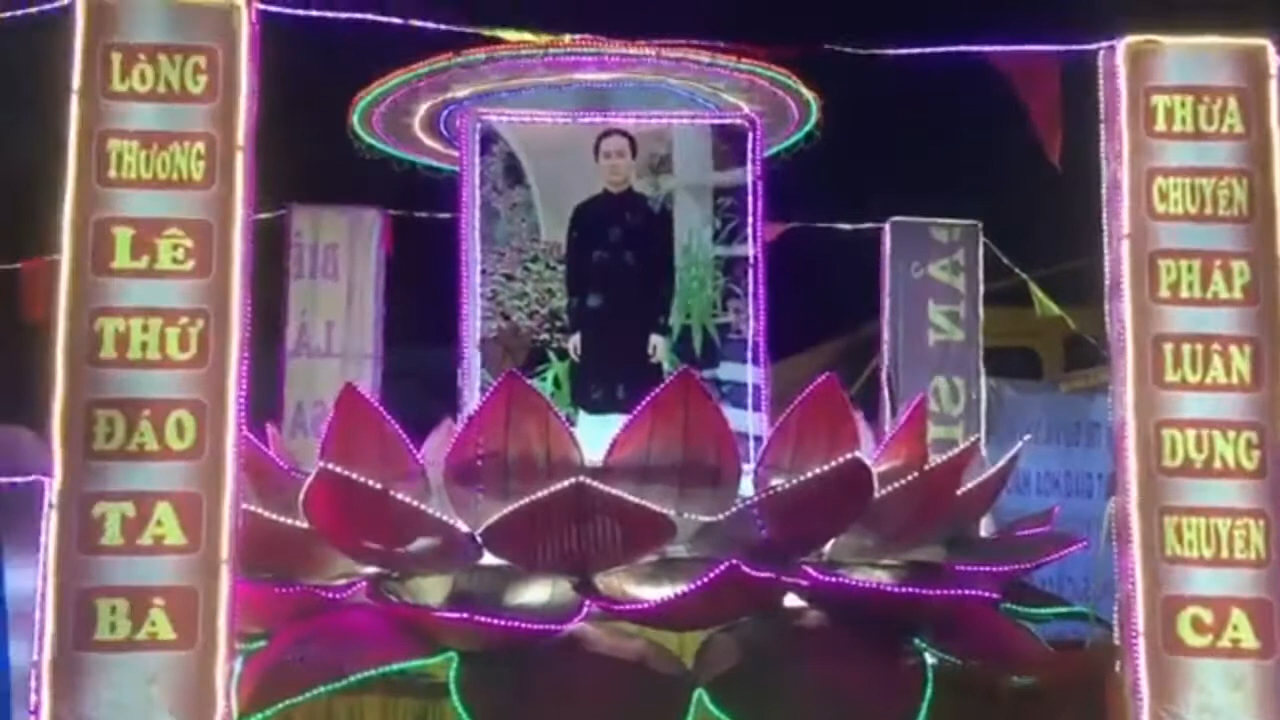 LÒNG
THƯƠNG
LÊ
THỨ
ĐÁO
TA
BÀ
THỪA
CHUYỂN
PHÁP
LUÂN
DỤNG
KHUYẾN
CA